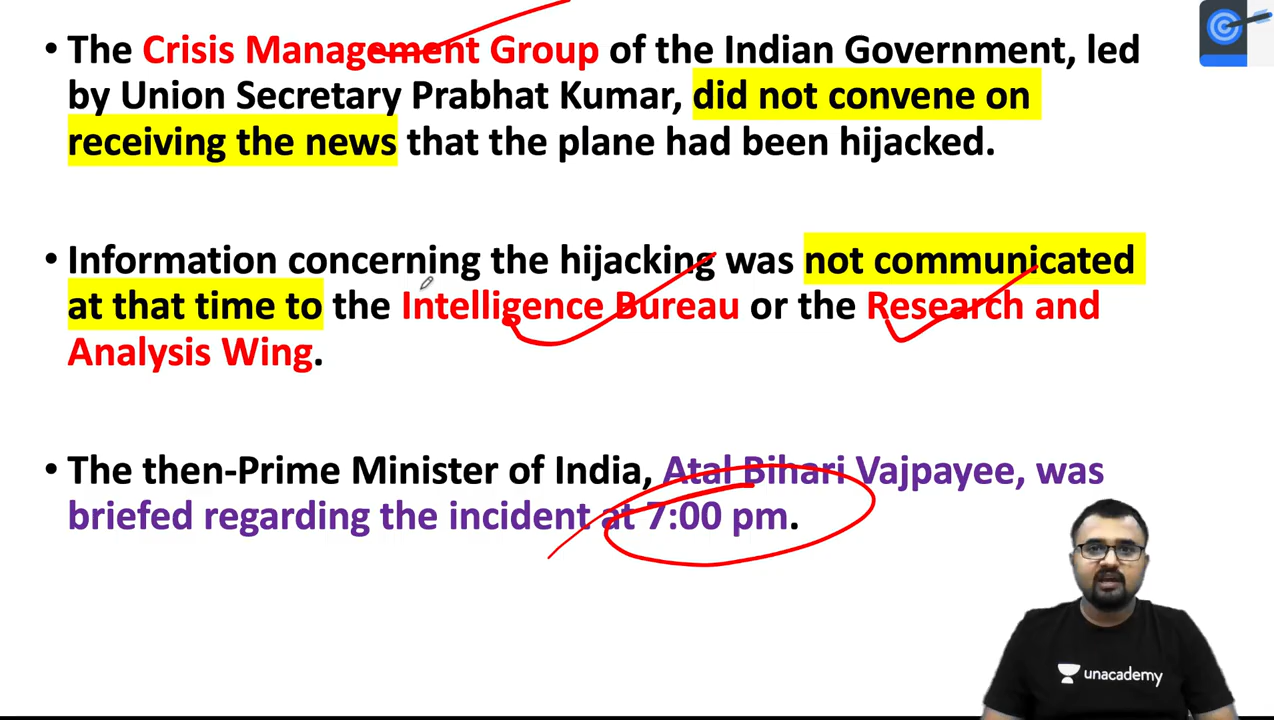 • The Crisis Management Group of the Indian Government, led
by Union Secretary Prabhat Kumar, did not convene on
receiving the news that the plane had been hijacked.
• Information concerning the hijacking was not communicated
at that time to the Intelligence Bureau or the Research and
Analysis Wing.
• The then-Prime Minister of India, Atal Bihari Vajpayee, was
briefed regarding the incident at 7:00 pm.
unacademy